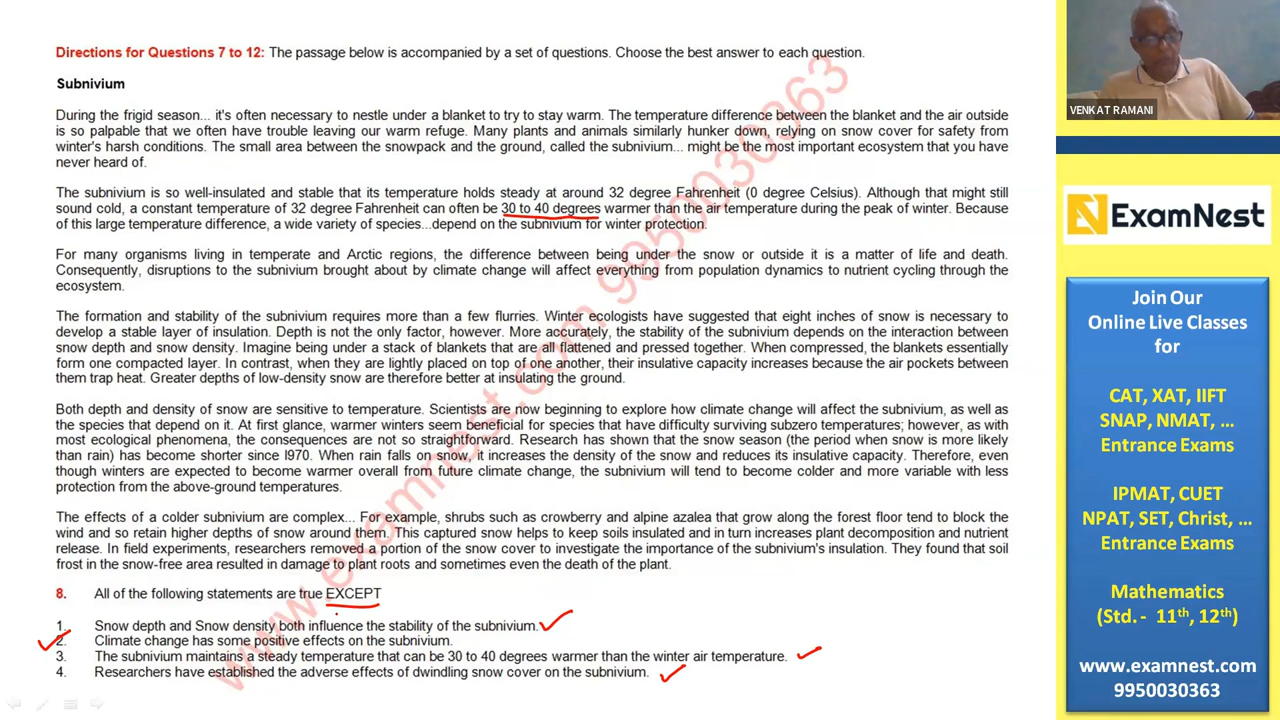 Directions for Questions 7 to 12: The passage below is accompanied by a set of questions. Choose the best answer to each question.
Subnivium
During the frigid season... it's often necessary to nestle under a blanket to try to stay warm. The temperature difference between the blanket and the air outside
is so palpable that we often have trouble leaving our warm refuge. Many plants and animals similarly hunker down, relying on snow cover for safety from
winter's harsh conditions. The small area between the snowpack and the ground, called the subnivium... might be the most important ecosystem that you have
never heard of.
The subnivium is so well-insulated and stable that its temperature holds steady at around 32 degree Fahrenheit (0 degree Celsius). Although that might still
sound cold, a constant temperature of 32 degree Fahrenheit can often be 30 to 40 degrees warmer than the air temperature during the peak of winter. Because
of this large temperature difference, a wide variety of species...depend on the subnivium for winter protection.
For many organisms living in temperate and Arctic regions, the difference between being under the snow or outside it is a matter of life and death.
Consequently, disruptions to the subnivium brought about by climate change will affect everything from population dynamics to nutrient cycling through the
ecosystem.
The formation and stability of the subnivium requires more than a few flurries. Winter ecologists have suggested that eight inches of snow is necessary to
develop a stable layer of insulation. Depth is not the only factor, however. More accurately, the stability of the subnivium depends on the interaction between
snow depth and snow density. Imagine being under a stack of blankets that are all flattened and pressed together. When compressed, the blankets essentially
form one compacted layer. In contrast, when they are lightly placed on top of one another, their insulative capacity increases because the air pockets between
them trap heat. Greater depths of low-density snow are therefore better at insulating the ground.
Both depth and density of snow are sensitive to temperature. Scientists are now beginning to explore how climate change will affect the subnivium, as well as
the species that depend on it. At first glance, warmer winters seem beneficial for species that have difficulty surviving subzero temperatures; however, as with
most ecological phenomena, the consequences are not so straightforward. Research has shown that the snow season (the period when snow is more likely
than rain) has become shorter since l970. When rain falls on snow, it increases the density of the snow and reduces its insulative capacity. Therefore, even
though winters are expected to become warmer overall from future climate change, the subnivium will tend to become colder and more variable with less
protection from the above-ground temperatures.
The effects of a colder subnivium are complex... For example, shrubs such as crowberry and alpine azalea that grow along the forest floor tend to block the
wind and so retain higher depths of snow around them. This captured snow helps to keep soils insulated and in turn increases plant decomposition and nutrient
release. In field experiments, researchers removed a portion of the snow cover to investigate the importance of the subnivium's insulation. They found that soil
frost in the snow-free area resulted in damage to plant roots and sometimes even the death of the plant.
8. All of the following statements are true EXCEPT
1. Snow depth and Snow density both influence the stability of the subnivium.
2. Climate change has some positive effects on the subnivium.
3. The subnivium maintains a steady temperature that can be 30 to 40 degrees warmer than the winter air temperature.
4. Researchers have established the adverse effects of dwindling snow cover on the subnivium.
www.examnest.com 9950030363
VENKAT RAMANI
ExamNest
Join Our
Online Live Classes
for
CAT, XAT, IIFT
SNAP, NMAT, ...
Entrance Exams
IPMAT, CUET
NPAT, SET, Christ, ...
Entrance Exams
Mathematics
(Std. - 11th, 12th)
www.examnest.com
9950030363